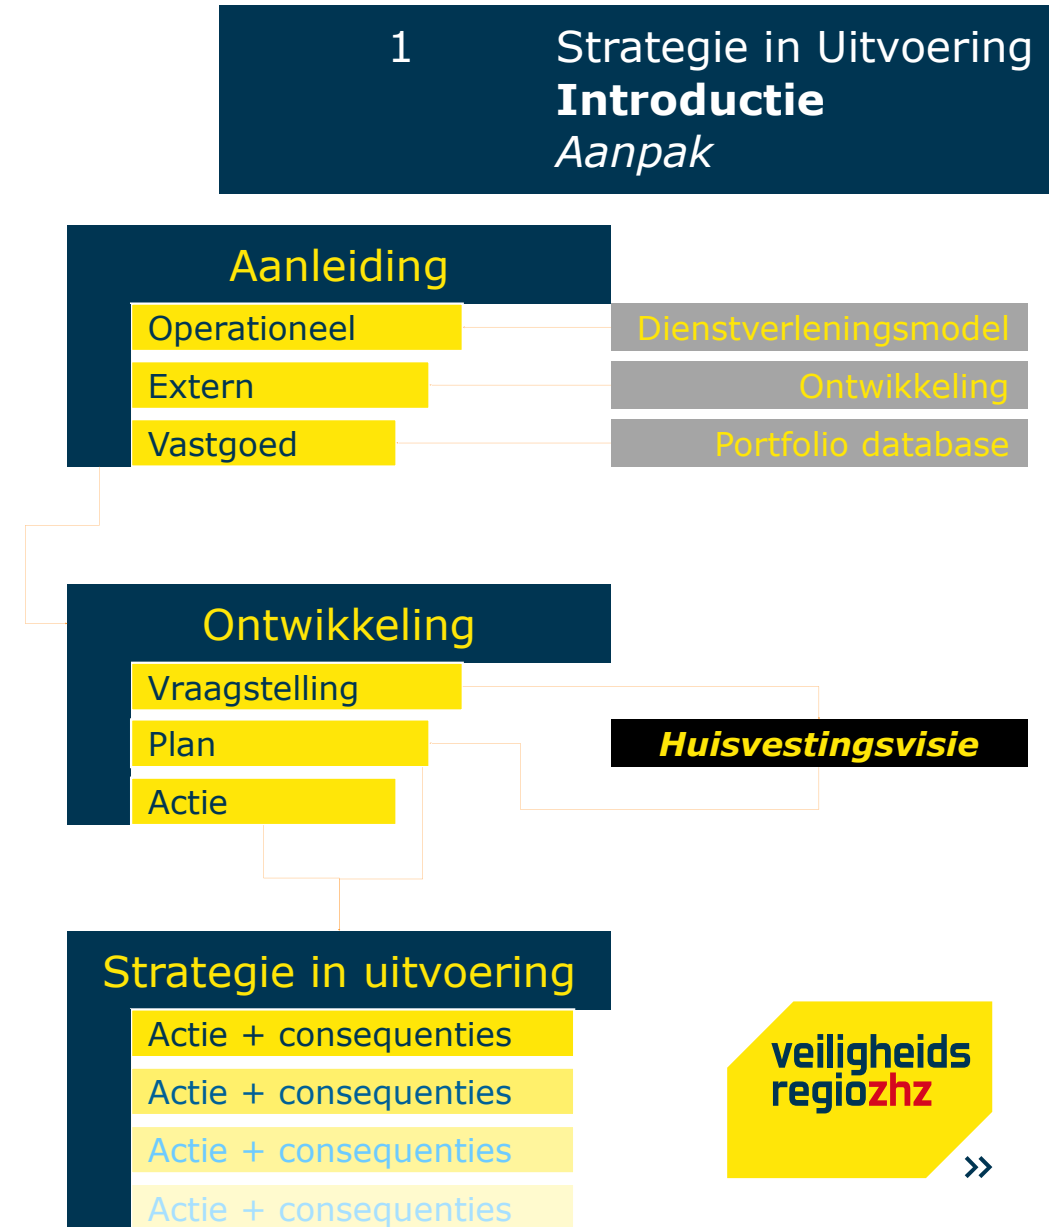 1 Strategie in Uitvoering
Introductie
Aanpak
Aanleiding
Operationeel Dienstverleningsmodel
Extern Ontwikkeling
Vastgoed Portfolio database
Ontwikkeling
Vraagstelling
Plan Huisvestingsvisie
Actie
Strategie in uitvoering
Actie + consequenties
Actie + consequenties
Actie + consequenties
Actie + consequenties
veiligheids
regiozhz